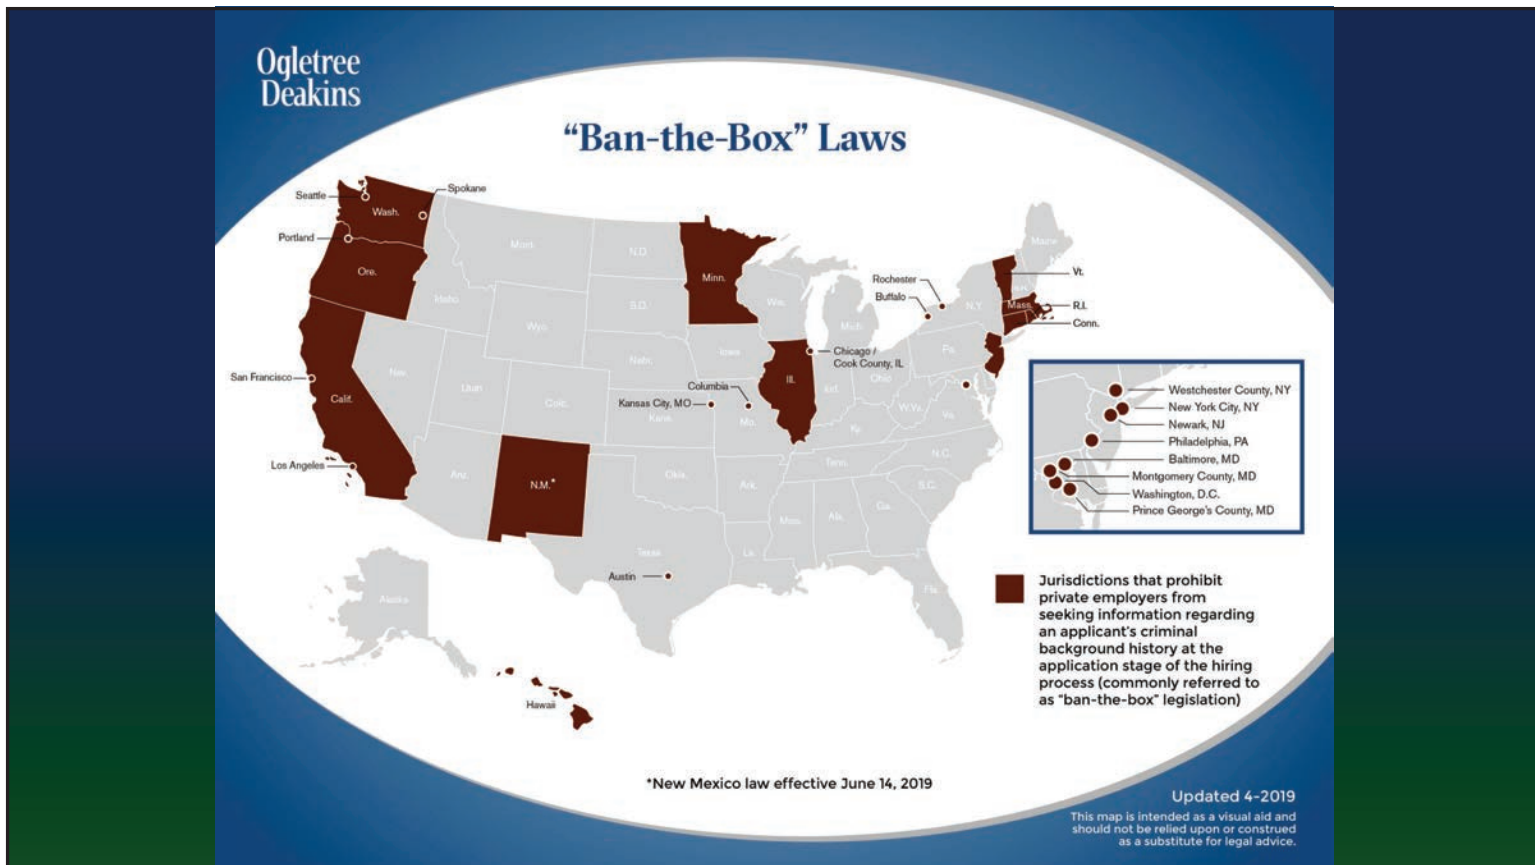 Ogletree
Deakins
“Ban-the-Box” Laws
Seattle
Spokane
Wash.
Portland
Ore.
Mont.
Idaho
N.D.
Minn.
S.D.
Wyo.
Wis.
Mich.
Rochester
Buffalo
N.Y.
Maine
Vt.
N.H.
Mass.
R.I.
Conn.
San Francisco
Calif.
Nev.
Utah
Colo.
Nebr.
Iowa
Chicago /
Cook County, IL
Ill.
Ind.
Ohio
Pa.
Columbia
Kansas City, MO
Kans.
Mo.
Ky.
W.Va.
Va.
Los Angeles
Ariz.
N.M.*
Okla.
Ark.
Tenn.
N.C.
S.C.
Miss.
Ala.
Ga.
Texas
La.
Fla.
Austin
Alaska
Hawaii
Westchester County, NY
New York City, NY
Newark, NJ
Philadelphia, PA
Baltimore, MD
Montgomery County, MD
Washington, D.C.
Prince George's County, MD
Jurisdictions that prohibit
private employers from
seeking information regarding
an applicant's criminal
background history at the
application stage of the hiring
process (commonly referred to
as "ban-the-box" legislation)
*New Mexico law effective June 14, 2019
Updated 4-2019
This map is intended as a visual aid and
should not be relied upon or construed
as a substitute for legal advice.